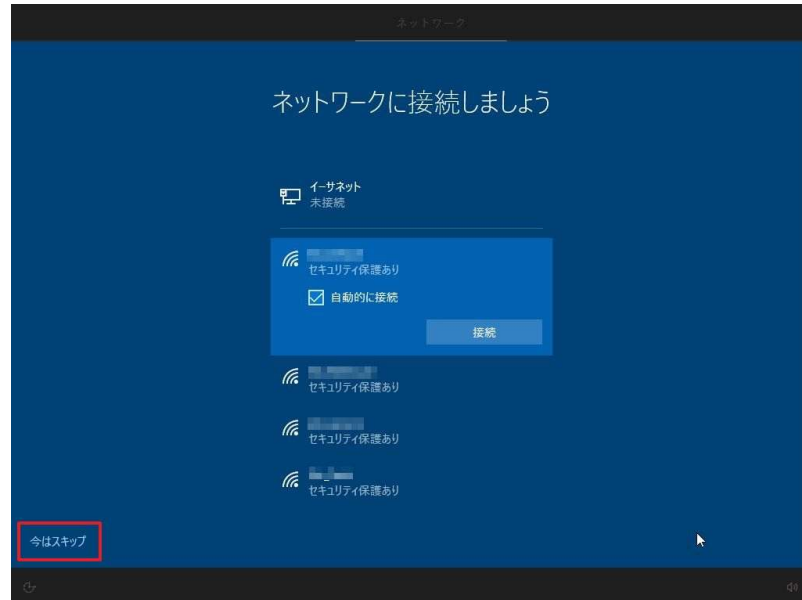 ネットワーク
ネットワークに接続しましょう
イーサネット
未接続
セキュリティ保護あり
自動的に接続
接続
セキュリティ保護あり
セキュリティ保護あり
セキュリティ保護あり
今はスキップ